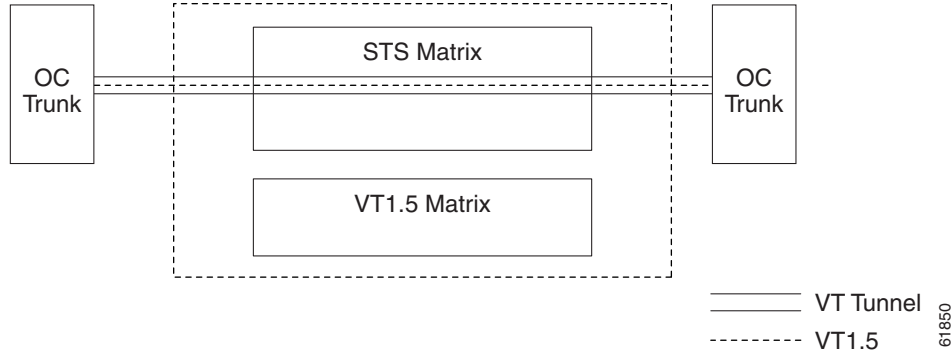 STS Matrix
OC
Trunk
OC
Trunk
VT1.5 Matrix
VT Tunnel
VT1.5
61850